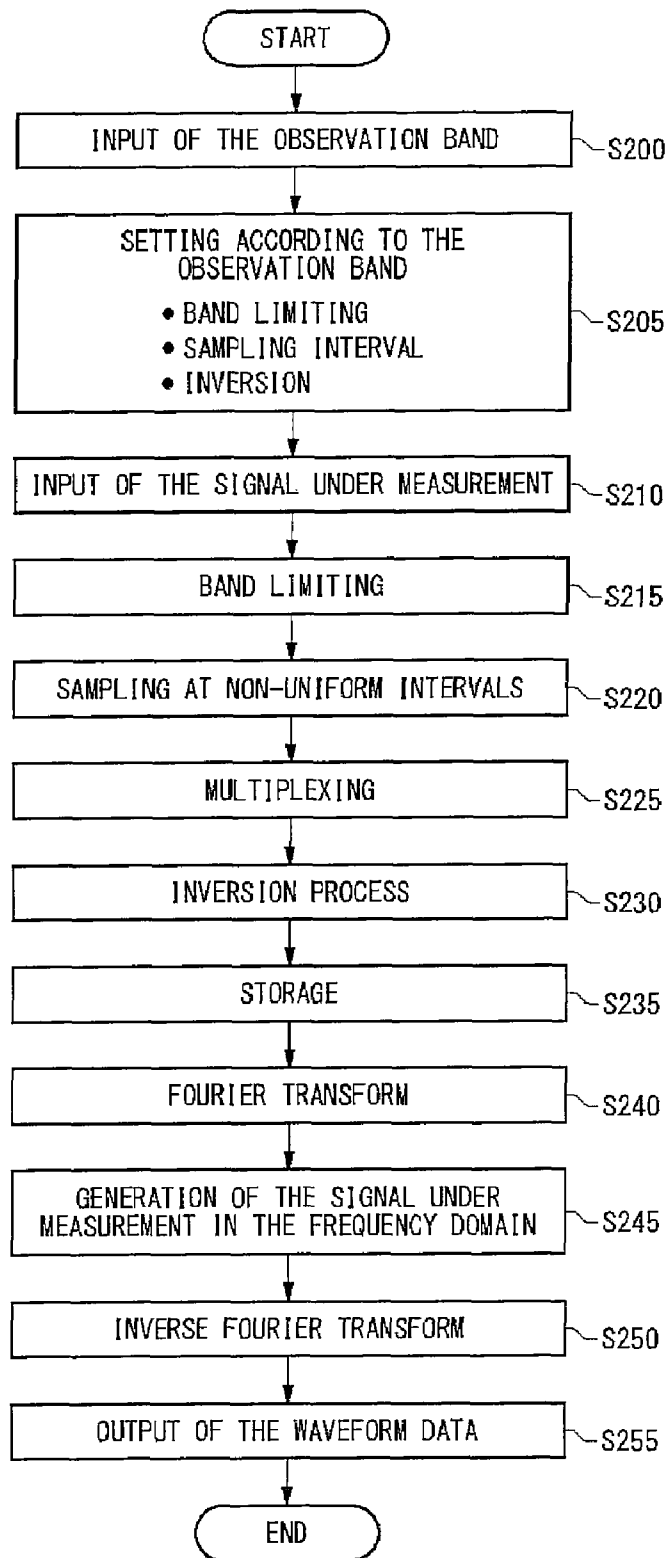 START
INPUT OF THE OBSERVATION BAND
S200
SETTING ACCORDING TO THE
OBSERVATION BAND
• BAND LIMITING
• SAMPLING INTERVAL
• INVERSION
S205
INPUT OF THE SIGNAL UNDER MEASUREMENT
S210
BAND LIMITING
S215
SAMPLING AT NON-UNIFORM INTERVALS
S220
MULTIPLEXING
S225
INVERSION PROCESS
S230
STORAGE
S235
FOURIER TRANSFORM
S240
GENERATION OF THE SIGNAL UNDER
MEASUREMENT IN THE FREQUENCY DOMAIN
S245
INVERSE FOURIER TRANSFORM
S250
OUTPUT OF THE WAVEFORM DATA
S255
END